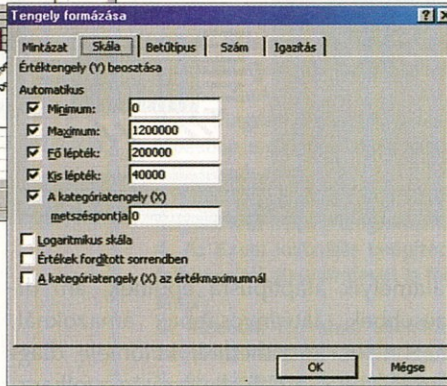 Tengely formázása
Mintázat Skála Betűtípus Szám Igazítás
Értéktengely (Y) beosztása
Automatikus
Minimum: 0
Maximum: 1200000
Fő lépték: 200000
Kis lépték: 40000
A kategóriatengely (X)
metszéspontja 0
Logaritmikus skála
Értékek fordított sorrendben
A kategóriatengely (X) az értékmaximumnál
OK Mégse